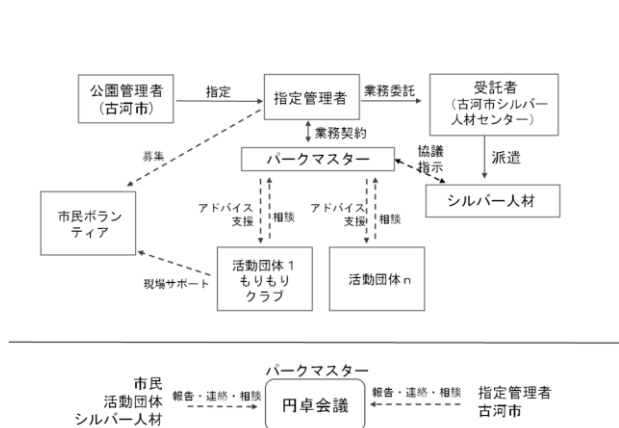 公園管理者
(古河市)
指定
指定管理者
業務委託
受託者
(古河市シルバー
人材センター)
業務契約
募集
パークマスター
協議
指示
派遣
シルバー人材
市民ボラン
ティア
アドバイス
支援
相談
アドバイス
支援
相談
現場サポート
活動団体1
もりもり
クラブ
活動団体n
パークマスター
円卓会議
市民
活動団体
シルバー人材
報告・連絡・相談
報告・連絡・相談
指定管理者
古河市